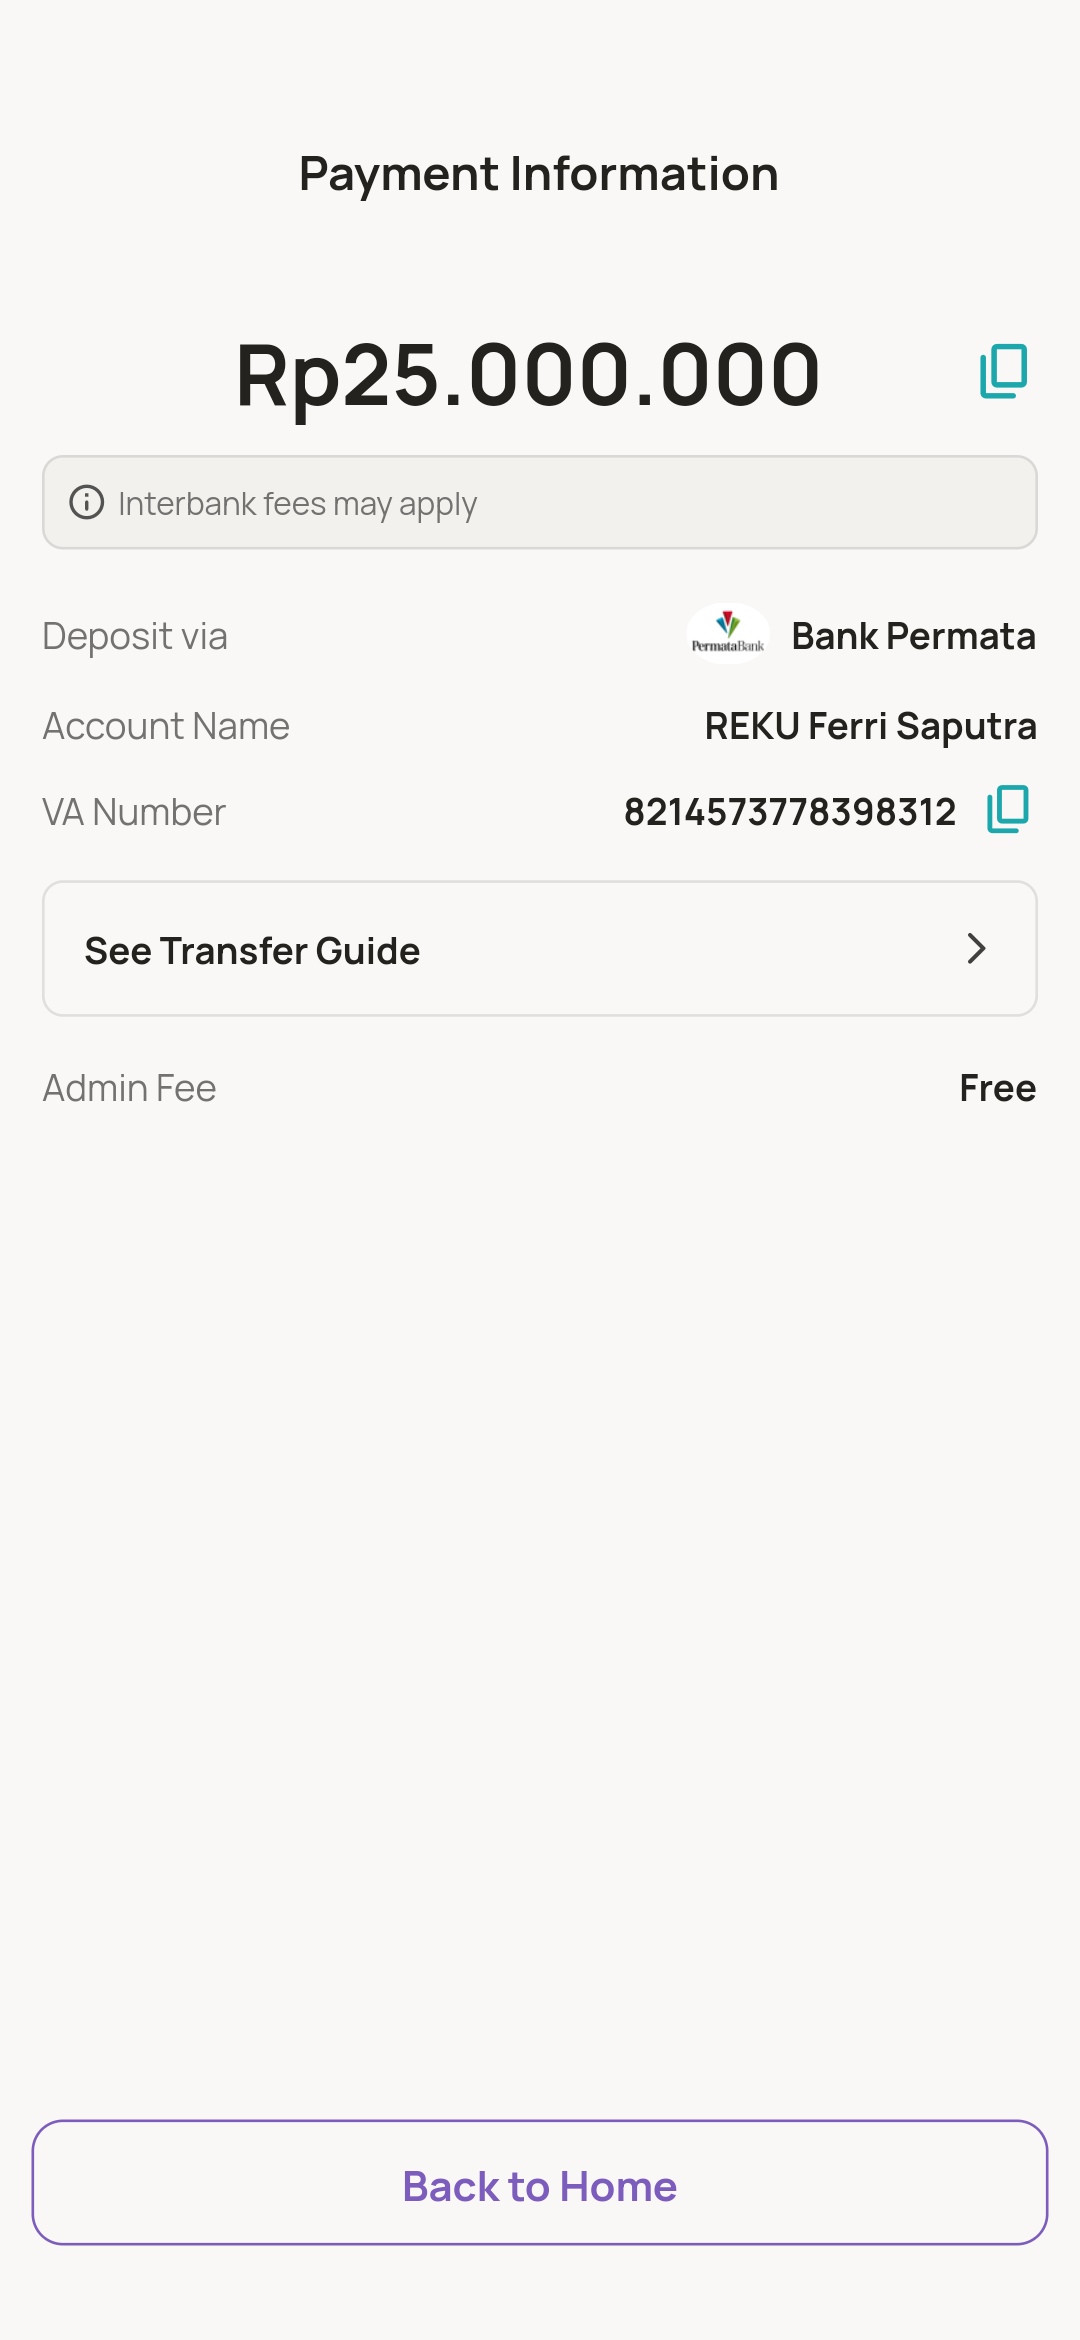 Payment Information
Rp25.000.000
Interbank fees may apply
Deposit via PermataBank Bank Permata
Account Name REKU Ferri Saputra
VA Number 8214573778398312
See Transfer Guide
Admin Fee Free
Back to Home